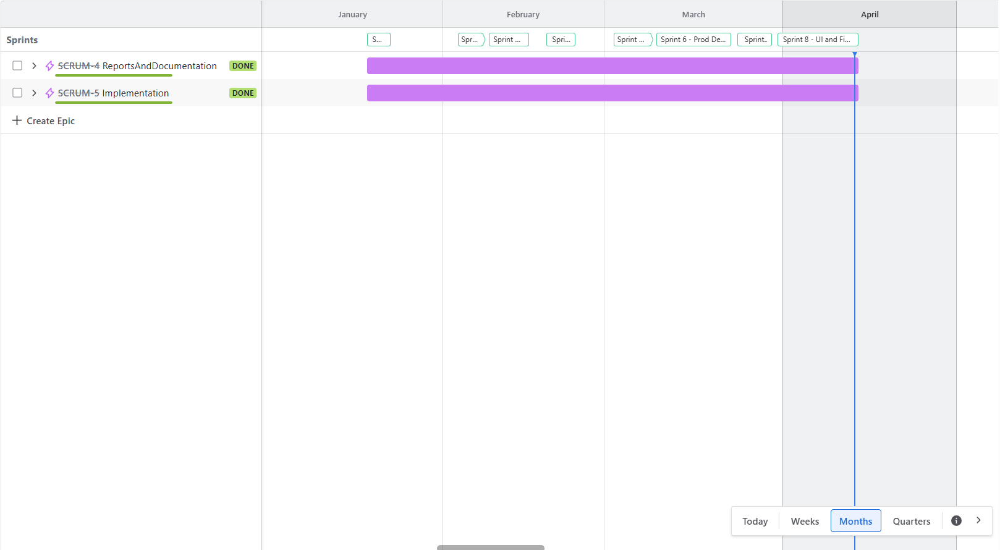 January February March April
Sprints S... Spr... Sprint ... Spri... Sprint ... Sprint 6 - Prod De... Sprint.. Sprint 8 - UI and Fi...
SCRUM-4 ReportsAndDocumentation DONE
SCRUM-5 Implementation DONE
Create Epic
Today Weeks Months Quarters